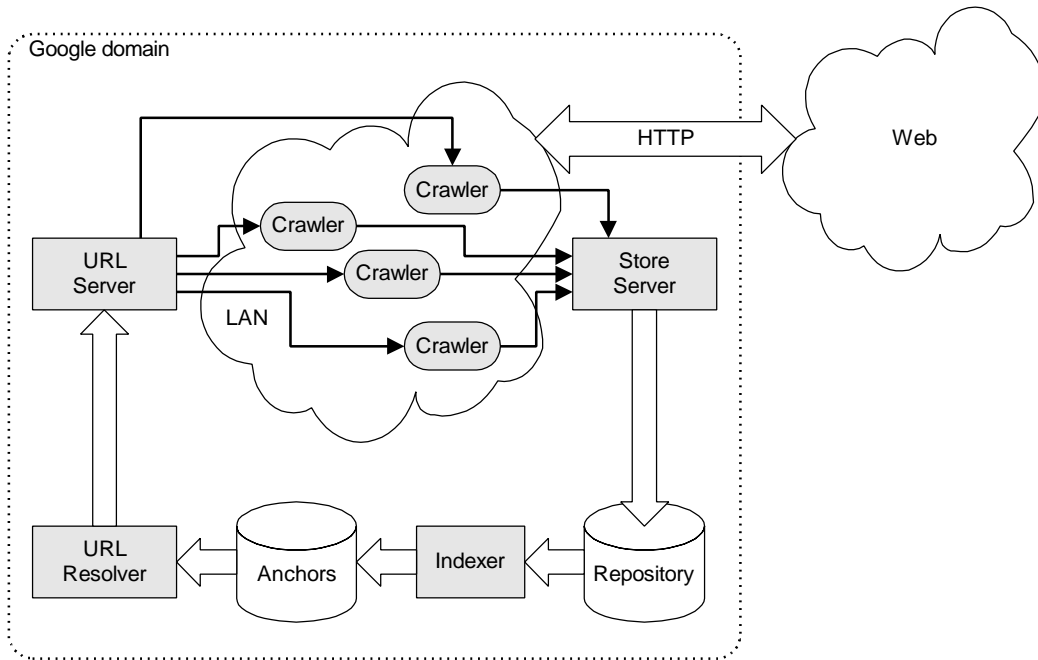 Google domain
HTTP
Web
Crawler
Crawler
URL
Server
Crawler
Store
Server
LAN
Crawler
URL
Resolver
Anchors
Indexer
Repository